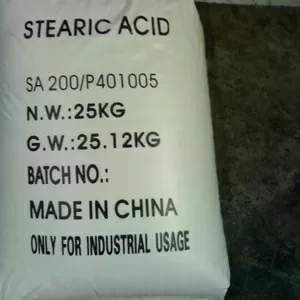 STEARIC ACID
SA 200/P401005
N.W.:25KG
G.W.:25.12KG
BATCH NO.:
MADE IN CHINA
ONLY FOR INDUSTRIAL USAGE